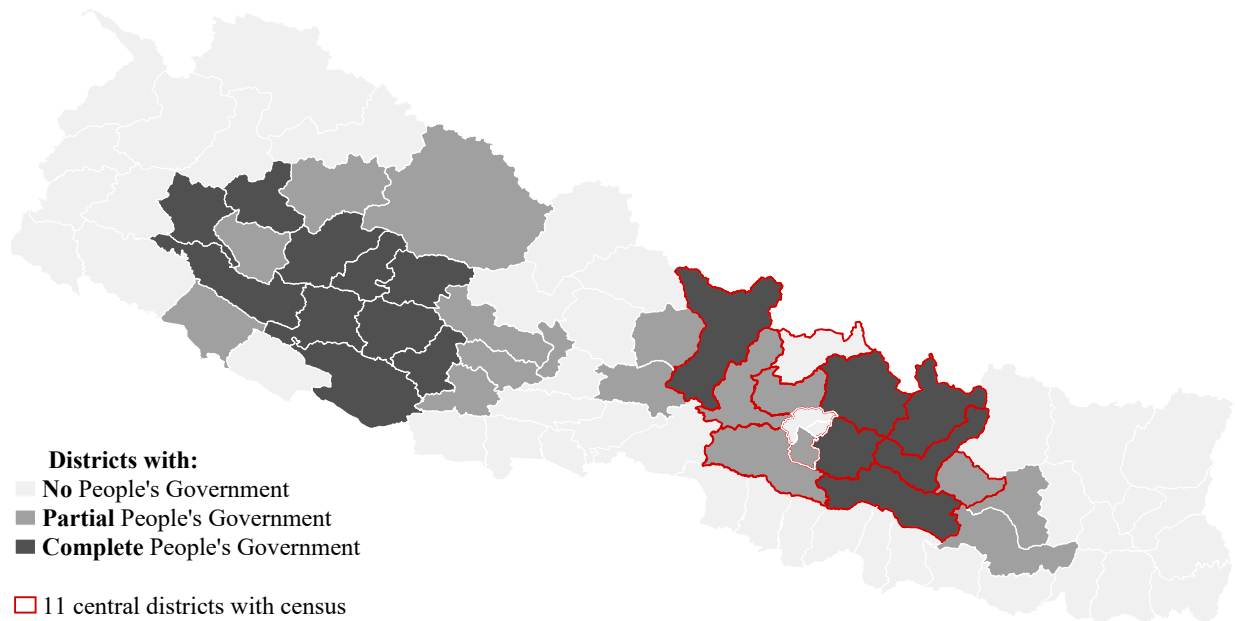 Districts with:
No People's Government
Partial People's Government
Complete People's Government
11 central districts with census